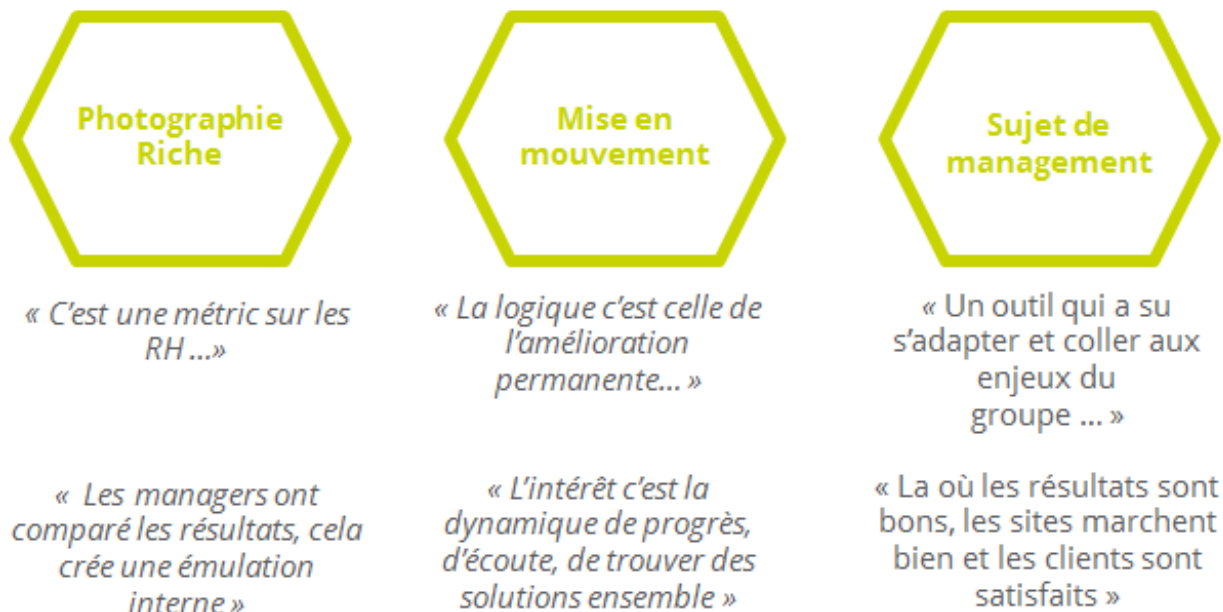 Photographie
Riche
Mise en
mouvement
Sujet de
management
« C'est une métric sur les
RH ...»
« La logique c'est celle de
l'amélioration
permanente... »
« Un outil qui a su
s'adapter et coller aux
enjeux du
groupe ... »
« Les managers ont
comparé les résultats, cela
crée une émulation
interne »
« L'intérêt c'est la
dynamique de progrès,
d'écoute, de trouver des
solutions ensemble »
« La où les résultats sont
bons, les sites marchent
bien et les clients sont
satisfaits »